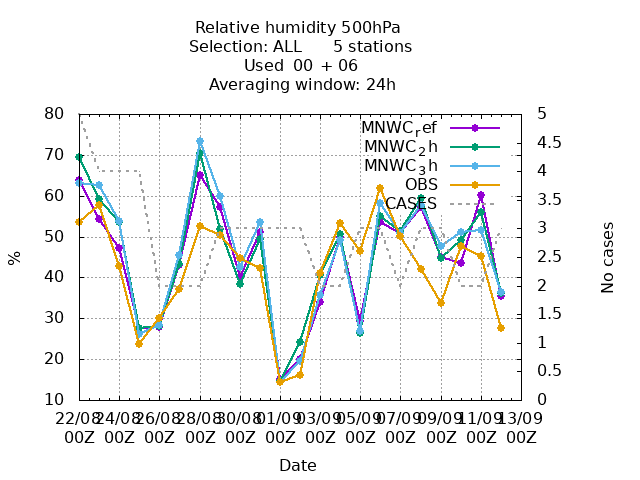 Relative humidity 500hPa
Selection: ALL 5 stations
Used 00 + 06
Averaging window: 24h
80 5
MNWCref
4.5
70 MNWC2h
4
MNWC3h
60 OBS 3.5
CASES
50 3
%
No cases
2.5
40 2
30 1.5
20 1
0.5
10 0
22/08 24/08 26/08 28/08 30/08 01/09 03/09 05/09 07/09 09/09 11/09 13/09
00Z 00Z 00Z 00Z 00Z 00Z 00Z 00Z 00Z 00Z 00Z 00Z
Date